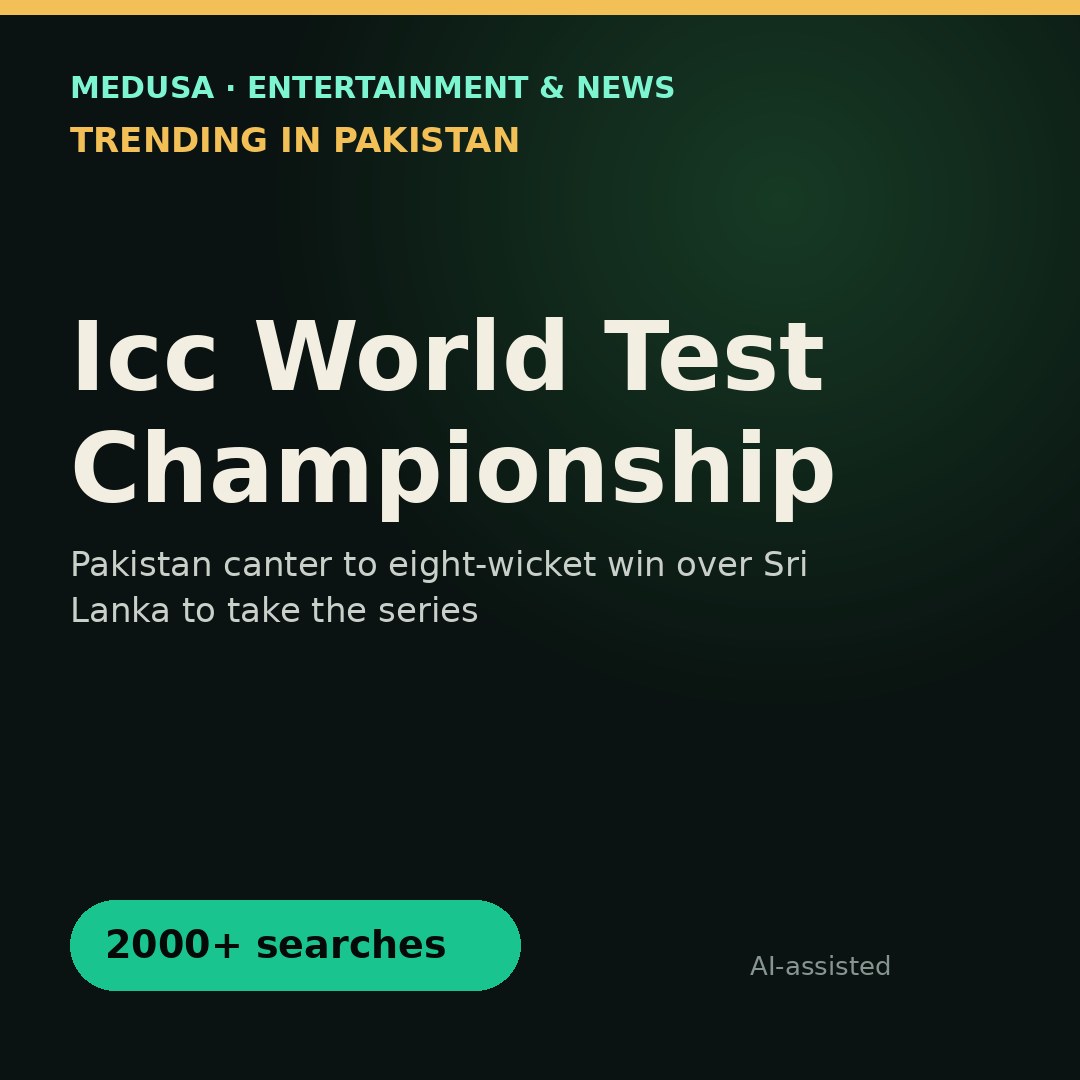 MEDUSA · ENTERTAINMENT & NEWS
TRENDING IN PAKISTAN
Icc World Test
Championship
Pakistan canter to eight-wicket win over Sri
Lanka to take the series
2000+ searches
AI-assisted